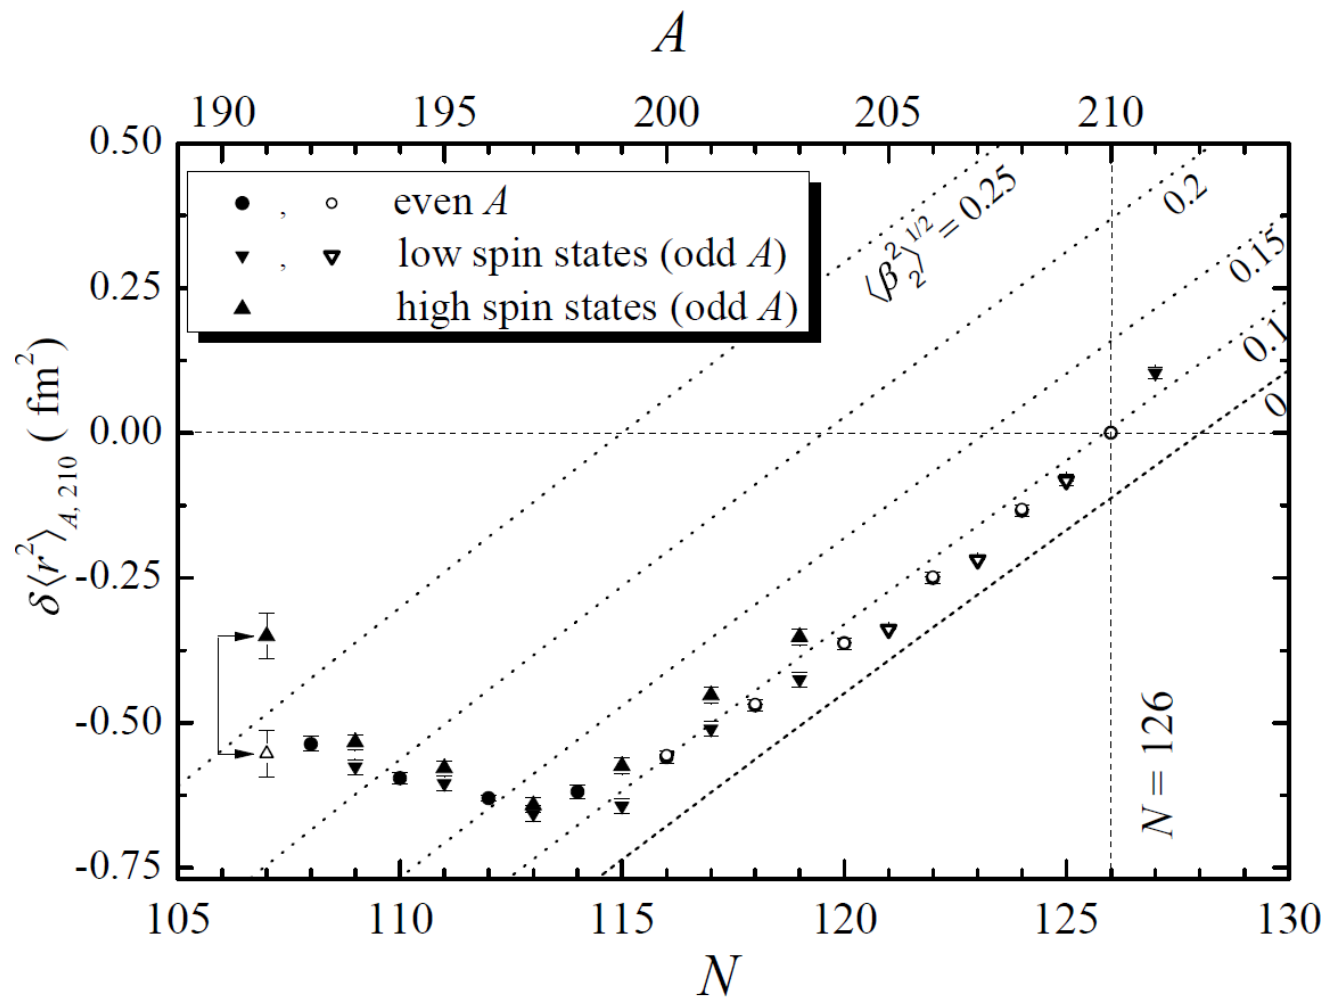 A
190 195 200 205 210
0.50
0.25
0.00
-0.25
-0.50
-0.75
δ⟨r²⟩A, 210 ( fm²)
● , ○ even A
▼ , ▽ low spin states (odd A)
▲ high spin states (odd A)
⟨β₂²⟩^1/2 = 0.25
0.2
0.15
0.1
0
N = 126
105 110 115 120 125 130
N